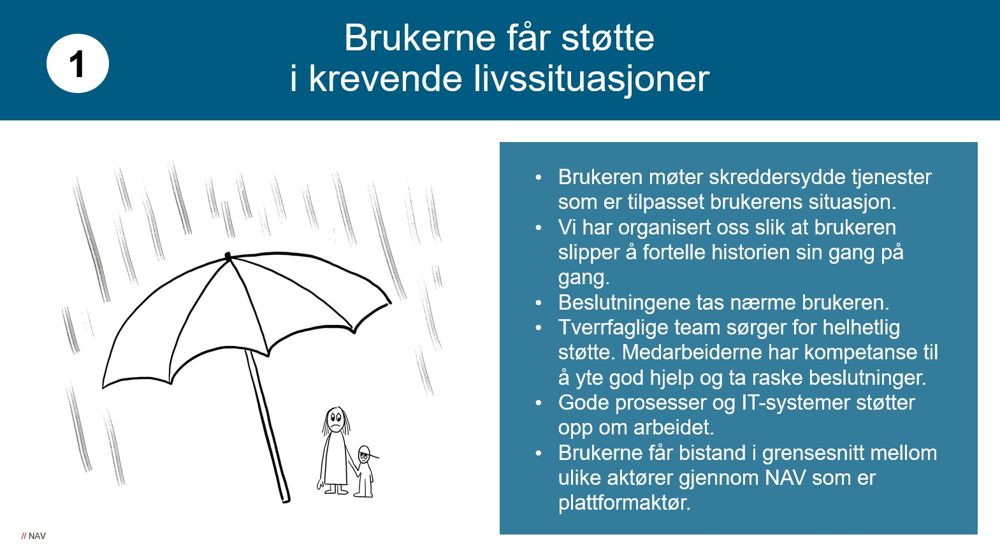 1
Brukerne får støtte
i krevende livssituasjoner
• Brukeren møter skreddersydde tjenester
som er tilpasset brukerens situasjon.
• Vi har organisert oss slik at brukeren
slipper å fortelle historien sin gang på
gang.
• Beslutningene tas nærme brukeren.
• Tverrfaglige team sørger for helhetlig
støtte. Medarbeiderne har kompetanse til
å yte god hjelp og ta raske beslutninger.
• Gode prosesser og IT-systemer støtter
opp om arbeidet.
• Brukerne får bistand i grensesnitt mellom
ulike aktører gjennom NAV som er
plattformaktør.
// NAV